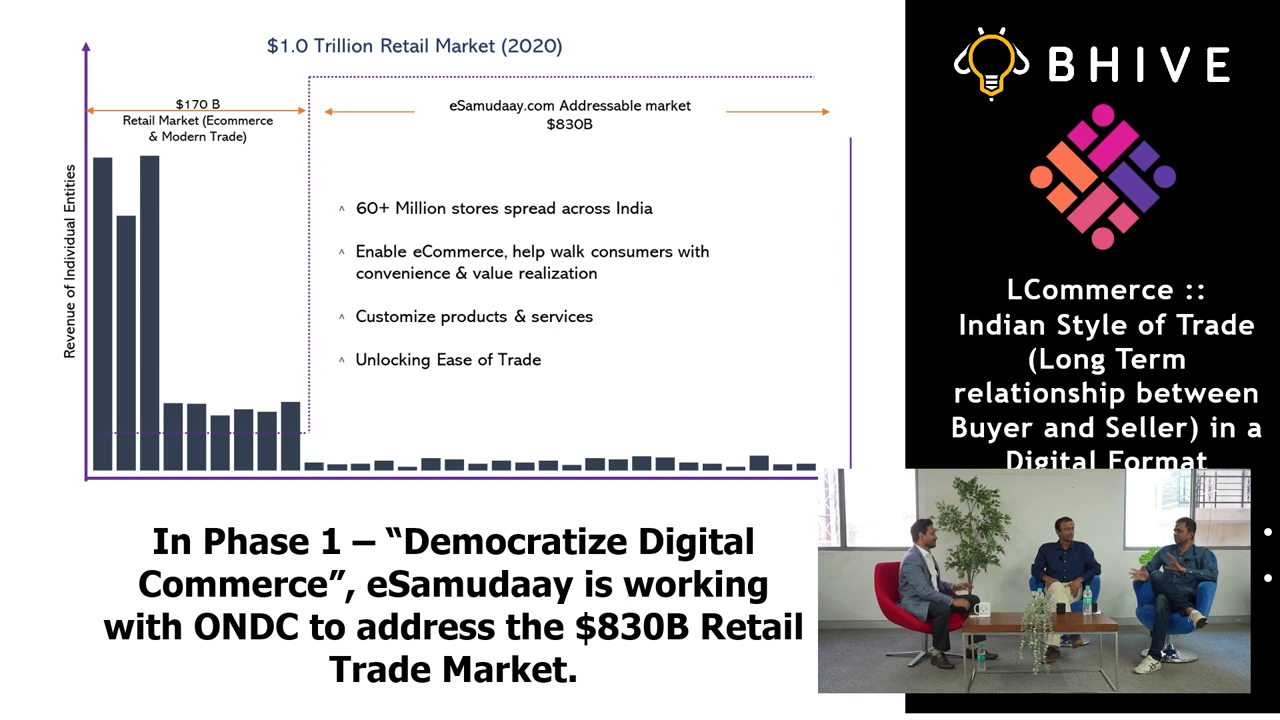 $1.0 Trillion Retail Market (2020)
$170 B
Retail Market (Ecommerce
& Modern Trade)
eSamudaay.com Addressable market
$830B
Revenue of Individual Entities
^ 60+ Million stores spread across India
^ Enable eCommerce, help walk consumers with
convenience & value realization
^ Customize products & services
^ Unlocking Ease of Trade
In Phase 1 – “Democratize Digital
Commerce”, eSamudaay is working
with ONDC to address the $830B Retail
Trade Market.
BHIVE
LCommerce ::
Indian Style of Trade
(Long Term
relationship between
Buyer and Seller) in a
Digital Format